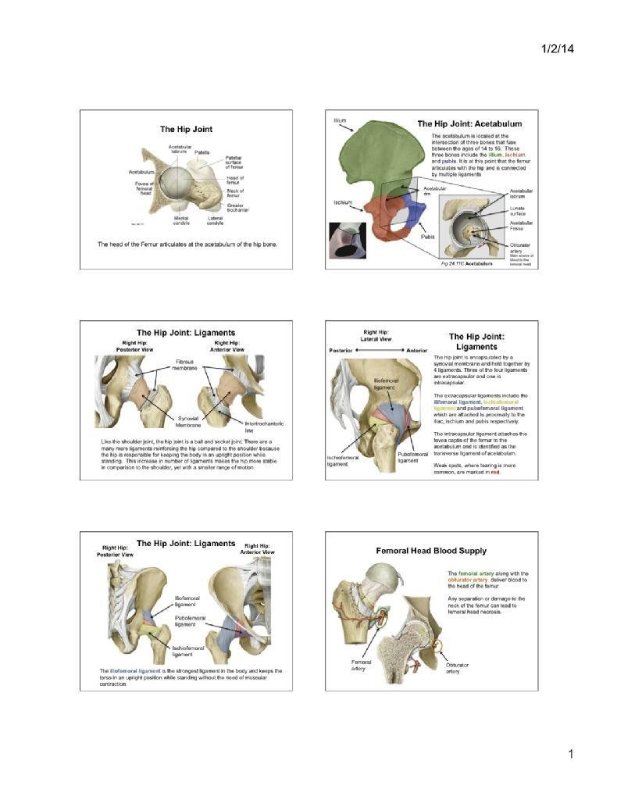 1/2/14
The Hip Joint
Acetabular
labrum
Patella
Patellar
surface
of Femur
Acetabulum
Head of
femur
Fovea of
femoral
head
Neck of
femur
Greater
trochanter
Medial
condyle
Lateral
condyle
The head of the Femur articulates at the acetabulum of the hip bone.
Ilium
The Hip Joint: Acetabulum
The acetabulum is located at the
intersection of three bones that fuse
between the ages of 14 to 16. These
three bones include the ilium, ischium
and pubis. It is at this point that the femur
articulates with the hip and is connected
by multiple ligaments
Acetabular
Ischium
Pubis
Acetabular
labrum
Lunate
surface
Acetabular
Fossa
Obturator
artery
Main source of
blood to the
femoral head
Fig 24.11C Acetabulum
The Hip Joint: Ligaments
Right Hip:
Posterior View
Right Hip:
Anterior View
Fibrous
membrane
Synovial
Membrane
Intertrochanteric
line
Like the shoulder joint, the hip joint is a ball and socket joint. There are a
many more ligaments reinforcing the hip compared to the shoulder because
the hip is responsible for keeping the body in an upright position while
standing. This increase in number of ligaments makes the hip more stable
in comparison to the shoulder, yet with a smaller range of motion.
Right Hip:
Lateral View
Posterior
Anterior
The Hip Joint:
Ligaments
Iliofemoral
ligament
Ischiofemoral
ligament
Pubofemoral
ligament
The hip joint is encapsulated by a
synovial membrane and held together by
4 ligaments. Three of the four ligaments
are extracapsular and one is
intracapsular.
The extracapsular ligaments include the
iliofemoral ligament, ischiofemoral
ligament and pubofemoral ligament
which are attached is proximally to the
iliac, ischium and pubis respectively.
The intracapsular ligament attaches the
fovea capitis of the femur to the
acetabulum and is identified as the
transverse ligament of acetabulum.
Weak spots, where tearing is more
common, are marked in red.
The Hip Joint: Ligaments
Right Hip:
Posterior View
Right Hip:
Anterior View
Iliofemoral
ligament
Pubofemoral
ligament
Ischiofemoral
ligament
The iliofemoral ligament is the strongest ligament in the body and keeps the
torso in an upright position while standing without the need of muscular
contraction.
Femoral Head Blood Supply
The femoral artery along with the
obturator artery deliver blood to
the head of the femur.
Any separation or damage to the
neck of the femur can lead to
femoral head necrosis.
Femoral
artery
Obturator
artery
1